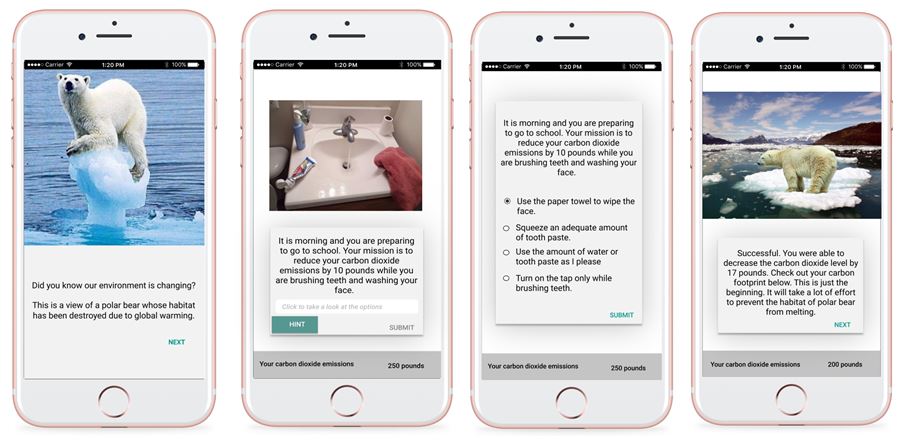 ●●●●○ Carrier 1:20 PM 100%
Did you know our environment is changing?
This is a view of a polar bear whose habitat
has been destroyed due to global warming.
NEXT
●●●●○ Carrier 1:20 PM 100%
It is morning and you are preparing
to go to school. Your mission is to
reduce your carbon dioxide
emissions by 10 pounds while you
are brushing teeth and washing your
face.
Click to take a look at the options
HINT
SUBMIT
Your carbon dioxide emissions 250 pounds
●●●●○ Carrier 1:20 PM 100%
It is morning and you are preparing
to go to school. Your mission is to
reduce your carbon dioxide
emissions by 10 pounds while you
are brushing teeth and washing your
face.
Use the paper towel to wipe the
face.
Squeeze an adequate amount
of tooth paste.
Use the amount of water or
tooth paste as I please
Turn on the tap only while
brushing teeth.
SUBMIT
Your carbon dioxide emissions 250 pounds
●●●●○ Carrier 1:20 PM 100%
Successful. You were able to
decrease the carbon dioxide level by
17 pounds. Check out your carbon
footprint below. This is just the
beginning. It will take a lot of effort
to prevent the habitat of polar bear
from melting.
NEXT
Your carbon dioxide emissions 200 pounds